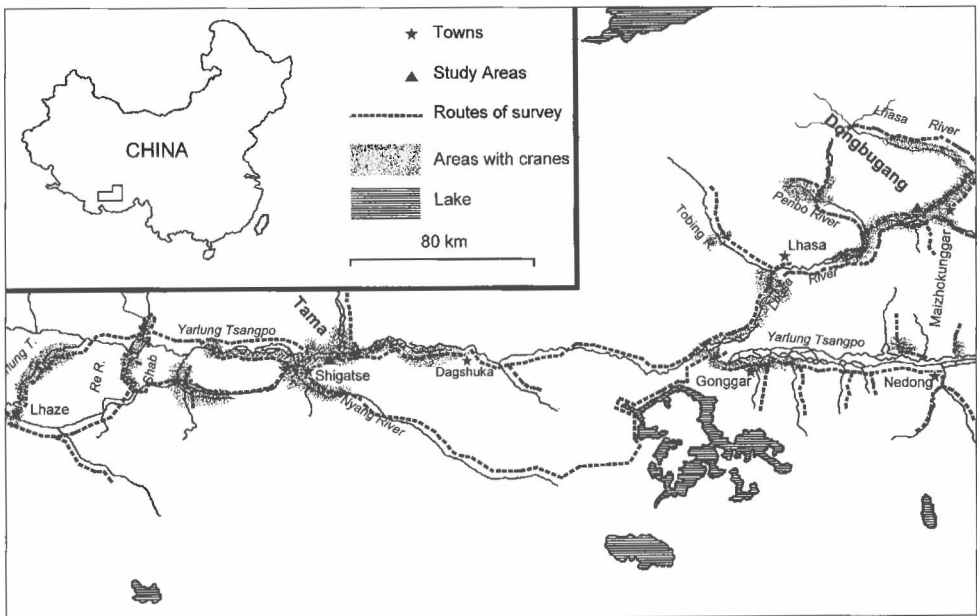 Towns
Study Areas
Routes of survey
CHINA
Areas with cranes
Lake
80 km
Lhasa
River
Dongbugang
Penbo River
Tobing R.
Lhasa
Lhasa
River
Maizhokunggar
Tama
Yarlung Tsangpo
Yarlung Tsangpo
Re R.
Shab
Shigatse
Dagshuka
Gonggar
Nedong
Lhaze
Nyang River